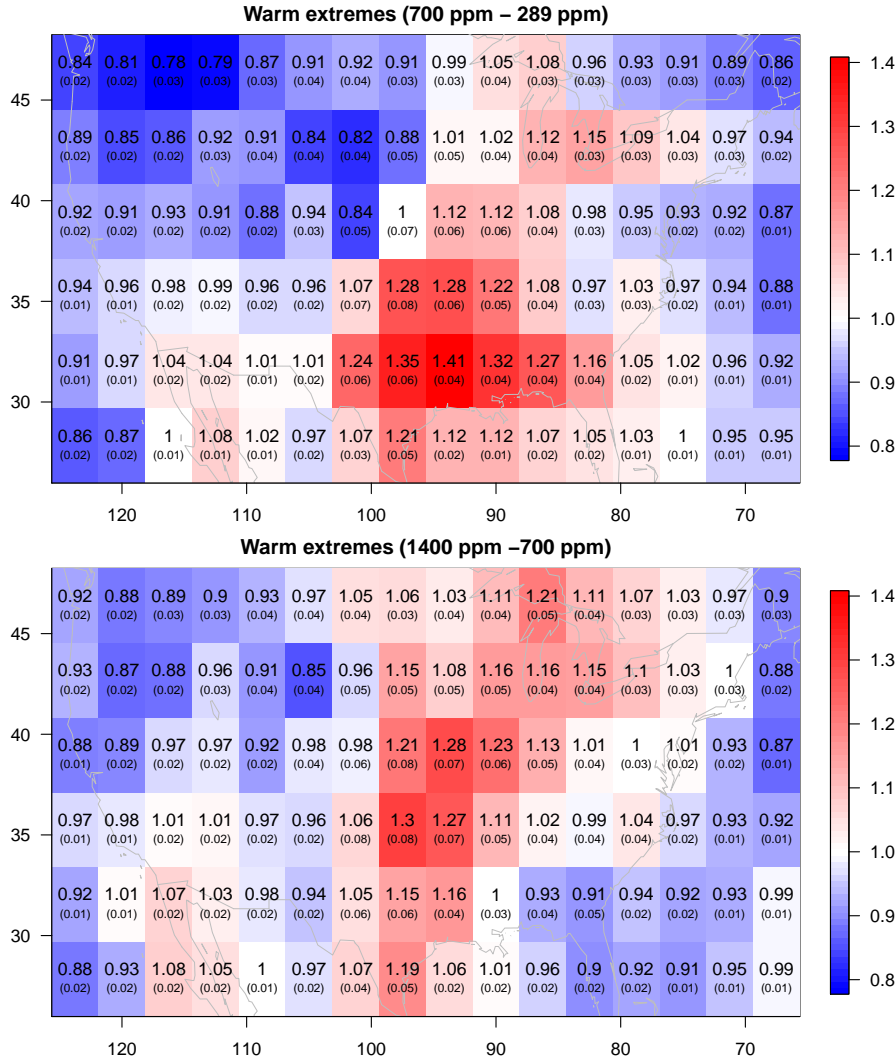 Warm extremes (700 ppm − 289 ppm)
0.84 0.81 0.78 0.79 0.87 0.91 0.92 0.91 0.99 1.05 1.08 0.96 0.93 0.91 0.89 0.86
(0.02) (0.02) (0.03) (0.03) (0.03) (0.04) (0.04) (0.03) (0.03) (0.04) (0.03) (0.03) (0.03) (0.03) (0.03) (0.02)
0.89 0.85 0.86 0.92 0.91 0.84 0.82 0.88 1.01 1.02 1.12 1.15 1.09 1.04 0.97 0.94
(0.02) (0.02) (0.02) (0.03) (0.04) (0.04) (0.04) (0.05) (0.05) (0.04) (0.04) (0.03) (0.03) (0.03) (0.03) (0.02)
0.92 0.91 0.93 0.91 0.88 0.94 0.84 1 1.12 1.12 1.08 0.98 0.95 0.93 0.92 0.87
(0.02) (0.02) (0.02) (0.02) (0.02) (0.03) (0.05) (0.07) (0.06) (0.06) (0.04) (0.03) (0.03) (0.02) (0.02) (0.01)
0.94 0.96 0.98 0.99 0.96 0.96 1.07 1.28 1.28 1.22 1.08 0.97 1.03 0.97 0.94 0.88
(0.01) (0.01) (0.02) (0.02) (0.02) (0.02) (0.07) (0.08) (0.06) (0.05) (0.04) (0.03) (0.03) (0.02) (0.01) (0.01)
0.91 0.97 1.04 1.04 1.01 1.01 1.24 1.35 1.41 1.32 1.27 1.16 1.05 1.02 0.96 0.92
(0.01) (0.01) (0.02) (0.02) (0.01) (0.02) (0.06) (0.06) (0.04) (0.04) (0.04) (0.04) (0.02) (0.01) (0.01) (0.01)
0.86 0.87 1 1.08 1.02 0.97 1.07 1.21 1.12 1.12 1.07 1.05 1.03 1 0.95 0.95
(0.02) (0.02) (0.01) (0.01) (0.01) (0.02) (0.03) (0.05) (0.02) (0.01) (0.02) (0.02) (0.01) (0.01) (0.01) (0.01)
45
40
35
30
120 110 100 90 80 70
1.4
1.3
1.2
1.1
1.0
0.9
0.8
Warm extremes (1400 ppm −700 ppm)
0.92 0.88 0.89 0.9 0.93 0.97 1.05 1.06 1.03 1.11 1.21 1.11 1.07 1.03 0.97 0.9
(0.02) (0.02) (0.03) (0.03) (0.04) (0.04) (0.04) (0.03) (0.04) (0.04) (0.05) (0.04) (0.03) (0.03) (0.03) (0.03)
0.93 0.87 0.88 0.96 0.91 0.85 0.96 1.15 1.08 1.16 1.16 1.15 1.1 1.03 1 0.88
(0.02) (0.02) (0.02) (0.03) (0.04) (0.04) (0.05) (0.05) (0.05) (0.05) (0.04) (0.04) (0.03) (0.03) (0.03) (0.02)
0.88 0.89 0.97 0.97 0.92 0.98 0.98 1.21 1.28 1.23 1.13 1.01 1 1.01 0.93 0.87
(0.01) (0.02) (0.02) (0.02) (0.02) (0.04) (0.06) (0.08) (0.07) (0.06) (0.05) (0.04) (0.03) (0.02) (0.02) (0.01)
0.97 0.98 1.01 1.01 0.97 0.96 1.06 1.3 1.27 1.11 1.02 0.99 1.04 0.97 0.93 0.92
(0.01) (0.01) (0.02) (0.02) (0.02) (0.02) (0.08) (0.08) (0.07) (0.05) (0.04) (0.04) (0.04) (0.02) (0.01) (0.01)
0.92 1.01 1.07 1.03 0.98 0.94 1.05 1.15 1.16 1 0.93 0.91 0.94 0.92 0.93 0.99
(0.01) (0.01) (0.02) (0.02) (0.02) (0.02) (0.06) (0.06) (0.04) (0.03) (0.04) (0.05) (0.02) (0.02) (0.01) (0.01)
0.88 0.93 1.08 1.05 1 0.97 1.07 1.19 1.06 1.01 0.96 0.9 0.92 0.91 0.95 0.99
(0.02) (0.02) (0.02) (0.02) (0.01) (0.02) (0.04) (0.05) (0.02) (0.02) (0.02) (0.02) (0.02) (0.01) (0.01) (0.01)
45
40
35
30
120 110 100 90 80 70
1.4
1.3
1.2
1.1
1.0
0.9
0.8